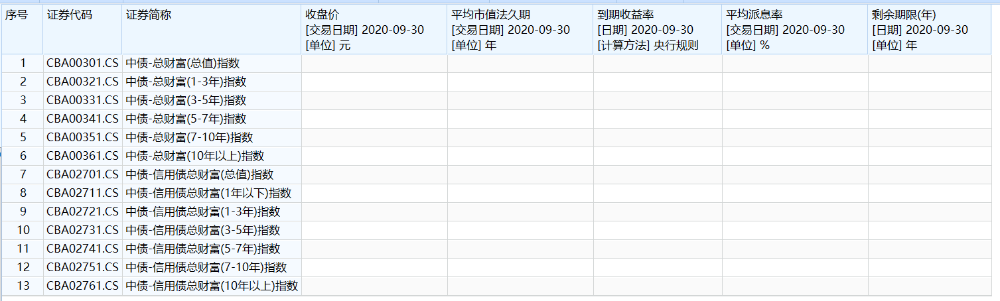 序号 证券代码 证券简称 收盘价 平均市值法久期 到期收益率 平均派息率 剩余期限(年)
[交易日期] 2020-09-30 [交易日期] 2020-09-30 [日期] 2020-09-30 [交易日期] 2020-09-30 [日期] 2020-09-30
[单位] 元 [单位] 年 [计算方法] 央行规则 [单位] % [单位] 年
1 CBA00301.CS 中债-总财富(总值)指数
2 CBA00321.CS 中债-总财富(1-3年)指数
3 CBA00331.CS 中债-总财富(3-5年)指数
4 CBA00341.CS 中债-总财富(5-7年)指数
5 CBA00351.CS 中债-总财富(7-10年)指数
6 CBA00361.CS 中债-总财富(10年以上)指数
7 CBA02701.CS 中债-信用债总财富(总值)指数
8 CBA02711.CS 中债-信用债总财富(1年以下)指数
9 CBA02721.CS 中债-信用债总财富(1-3年)指数
10 CBA02731.CS 中债-信用债总财富(3-5年)指数
11 CBA02741.CS 中债-信用债总财富(5-7年)指数
12 CBA02751.CS 中债-信用债总财富(7-10年)指数
13 CBA02761.CS 中债-信用债总财富(10年以上)指数